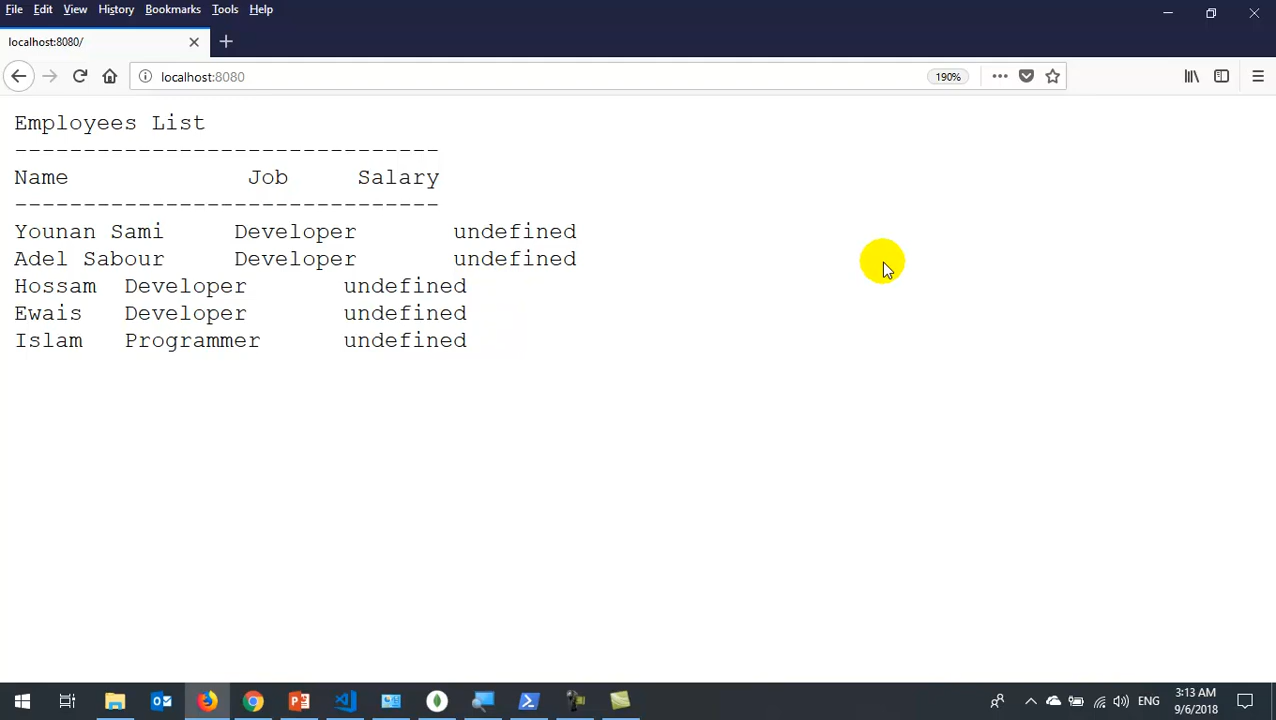 File Edit View History Bookmarks Tools Help
localhost:8080/
localhost:8080 190%
Employees List
-------------------------------
Name Job Salary
-------------------------------
Younan Sami Developer undefined
Adel Sabour Developer undefined
Hossam Developer undefined
Ewais Developer undefined
Islam Programmer undefined
ENG
3:13 AM
9/6/2018